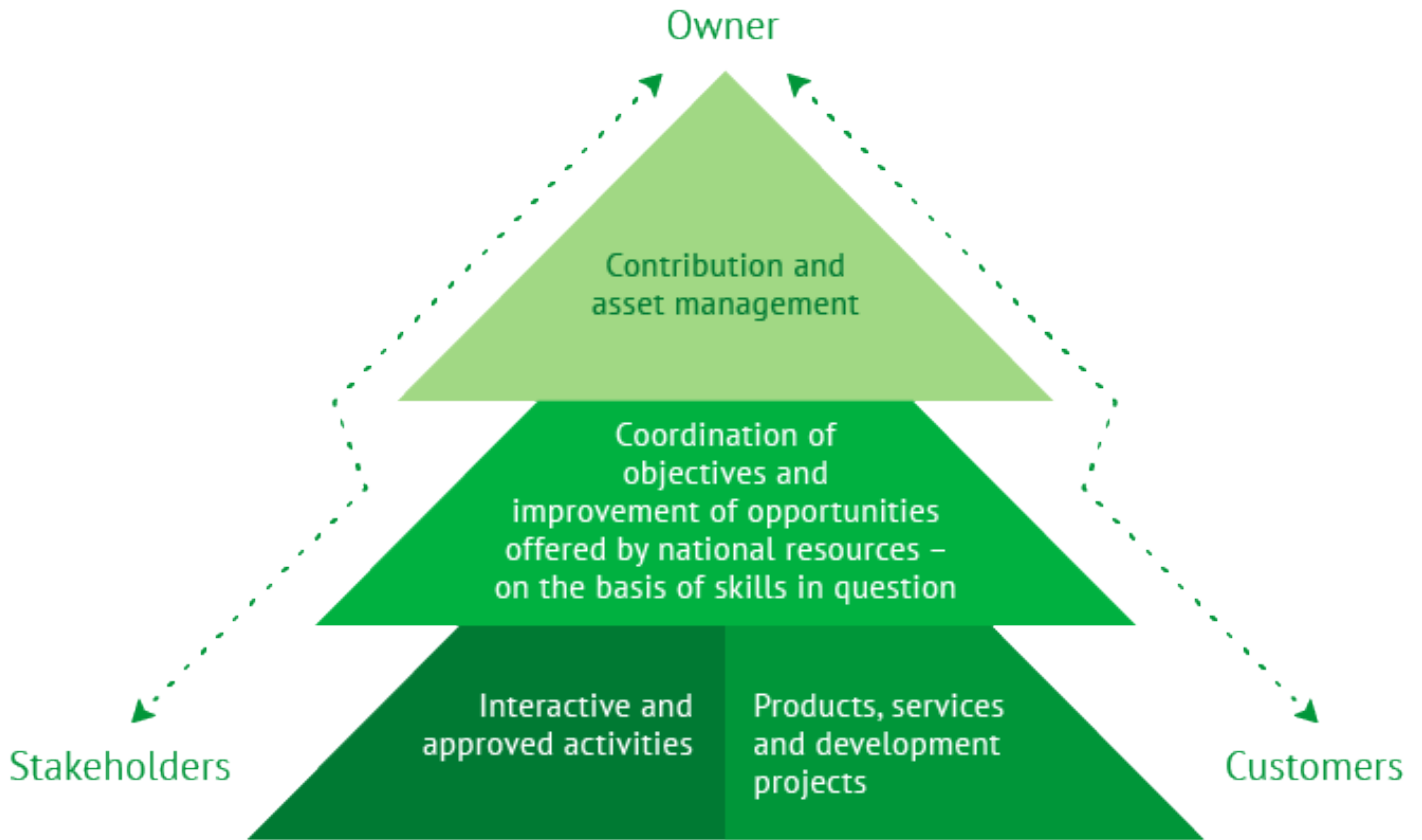 Owner
Contribution and
asset management
Coordination of
objectives and
improvement of opportunities
offered by national resources –
on the basis of skills in question
Interactive and
approved activities
Products, services
and development
projects
Stakeholders
Customers